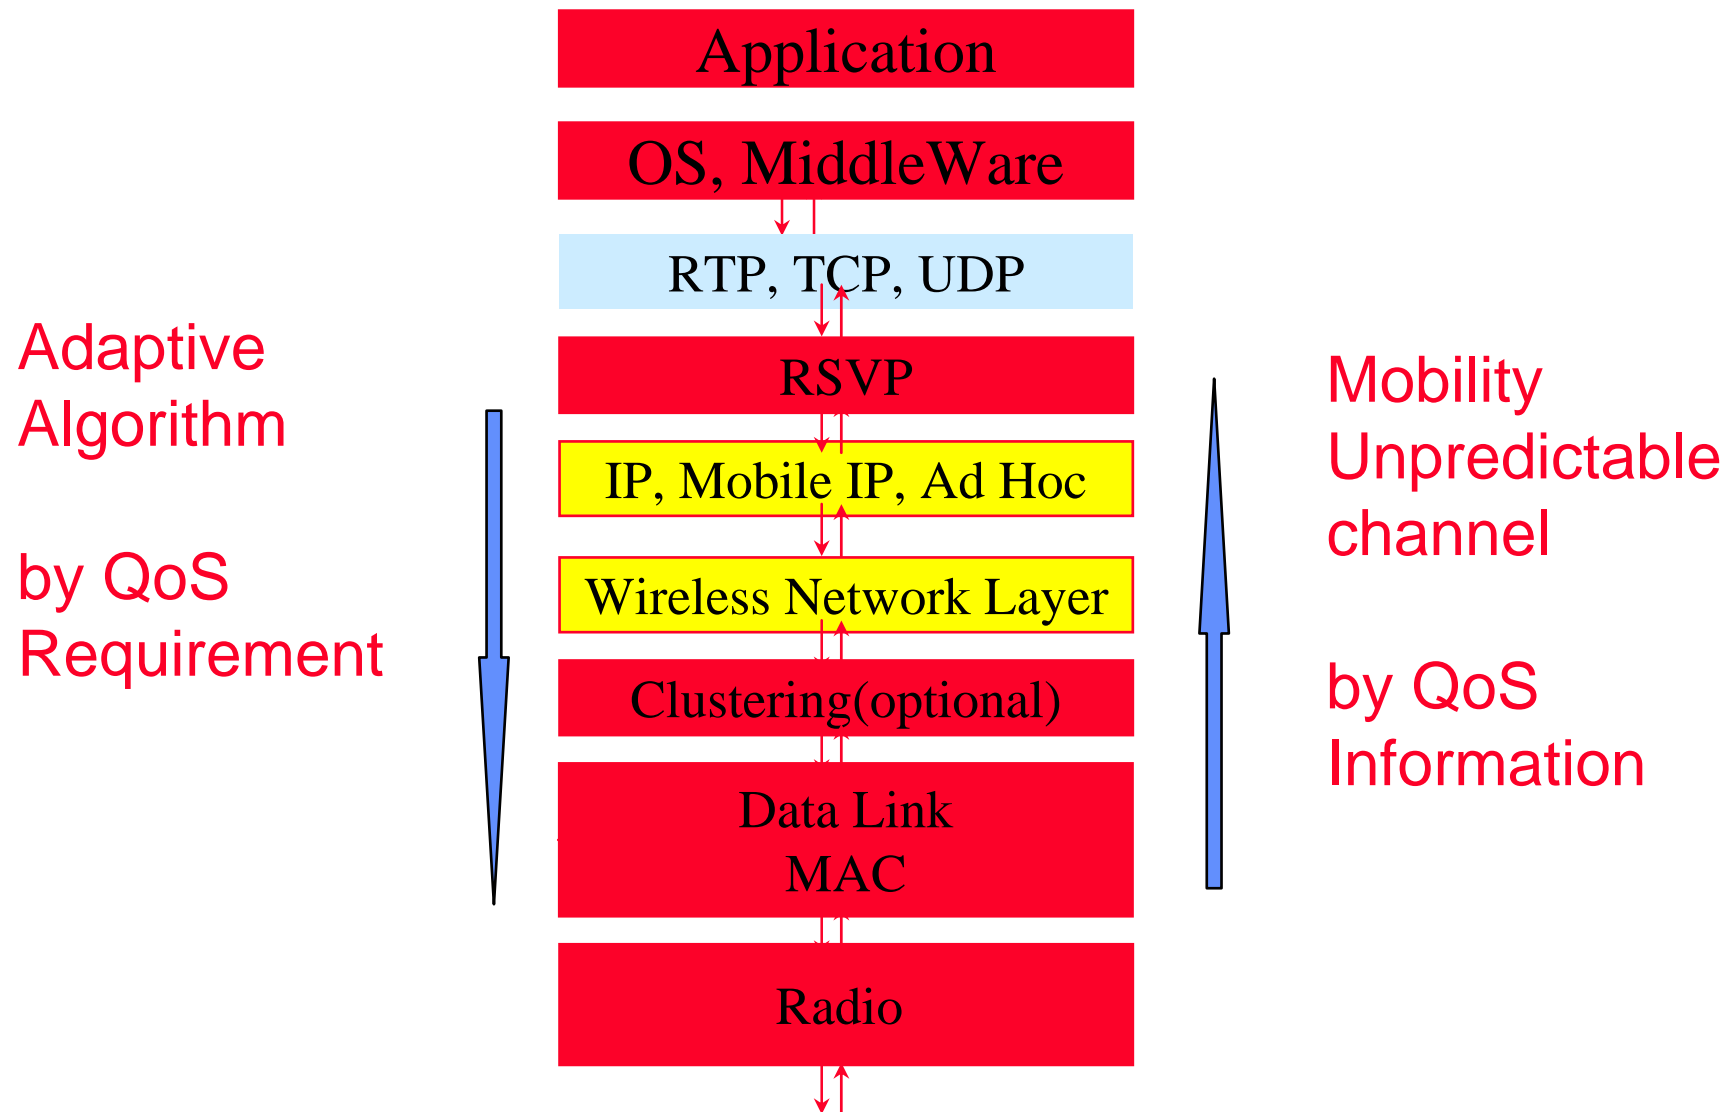 Application
OS, MiddleWare
RTP, TCP, UDP
RSVP
IP, Mobile IP, Ad Hoc
Wireless Network Layer
Clustering(optional)
Data Link
MAC
Radio
Adaptive
Algorithm
by QoS
Requirement
Mobility
Unpredictable
channel
by QoS
Information